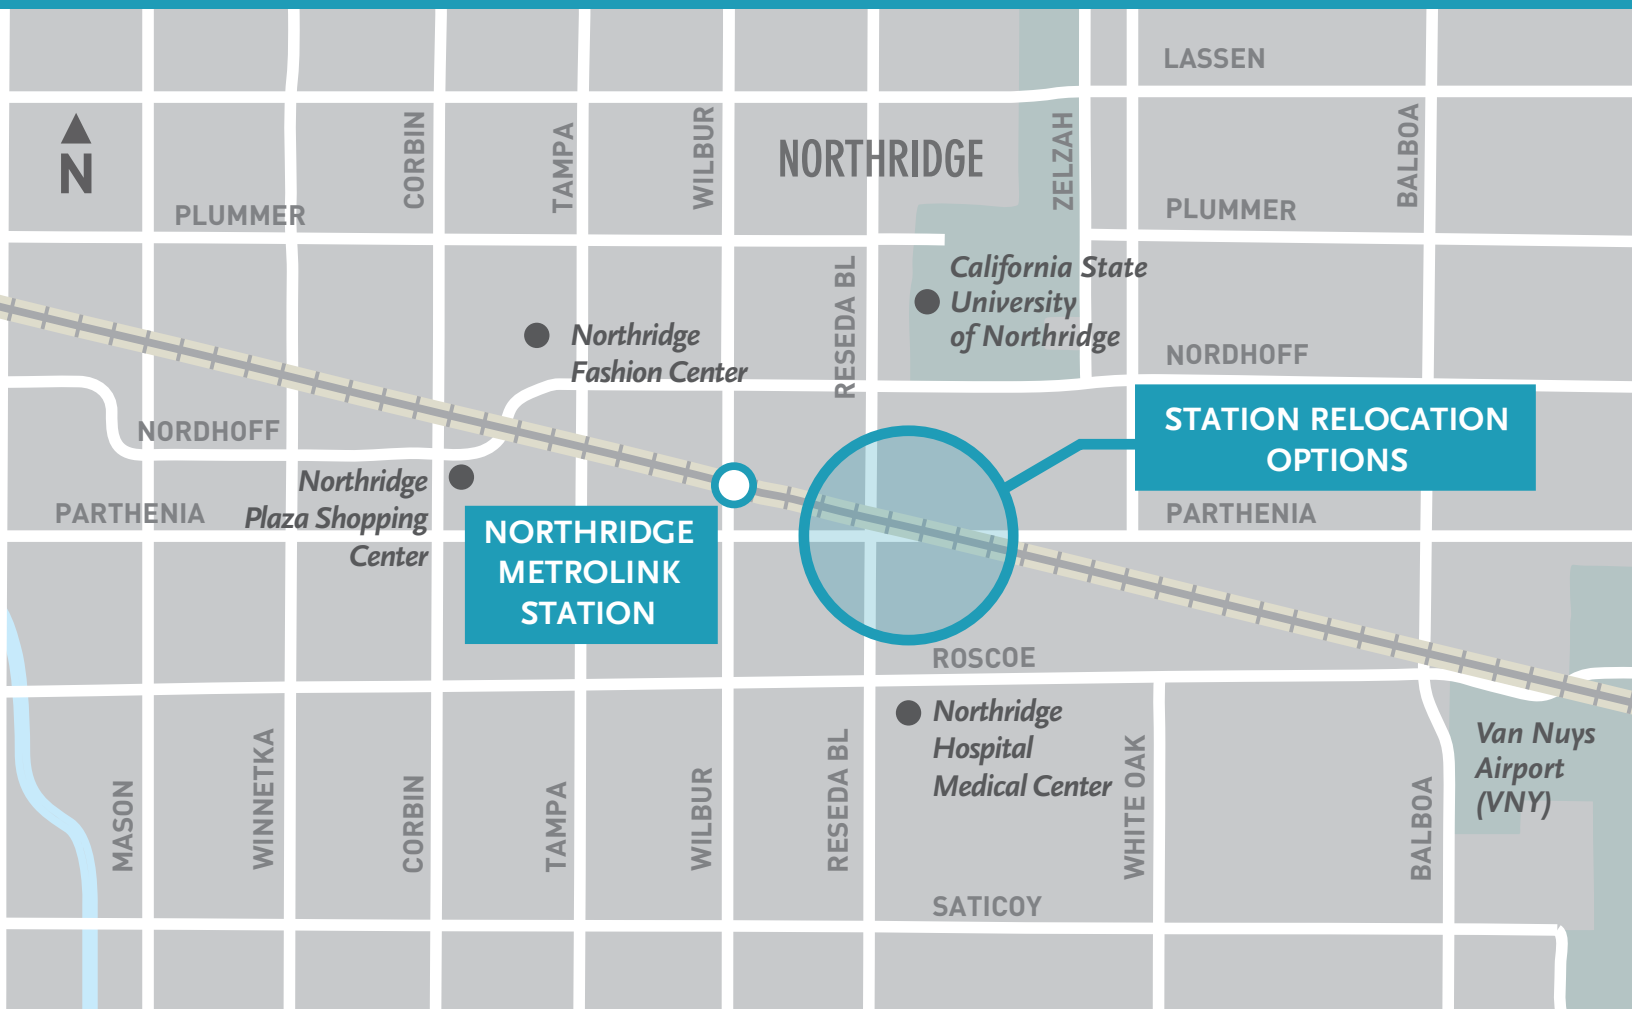 LASSEN
N
CORBIN
TAMPA
WILBUR
NORTHRIDGE
ZELZAH
BALBOA
PLUMMER
PLUMMER
RESEDA BL
California State
University
of Northridge
Northridge
Fashion Center
NORDHOFF
STATION RELOCATION
OPTIONS
NORDHOFF
Northridge
Plaza Shopping
Center
PARTHENIA
PARTHENIA
NORTHRIDGE
METROLINK
STATION
ROSCOE
Northridge
Hospital
Medical Center
Van Nuys
Airport
(VNY)
MASON
WINNETKA
CORBIN
TAMPA
WILBUR
RESEDA BL
WHITE OAK
BALBOA
SATICOY